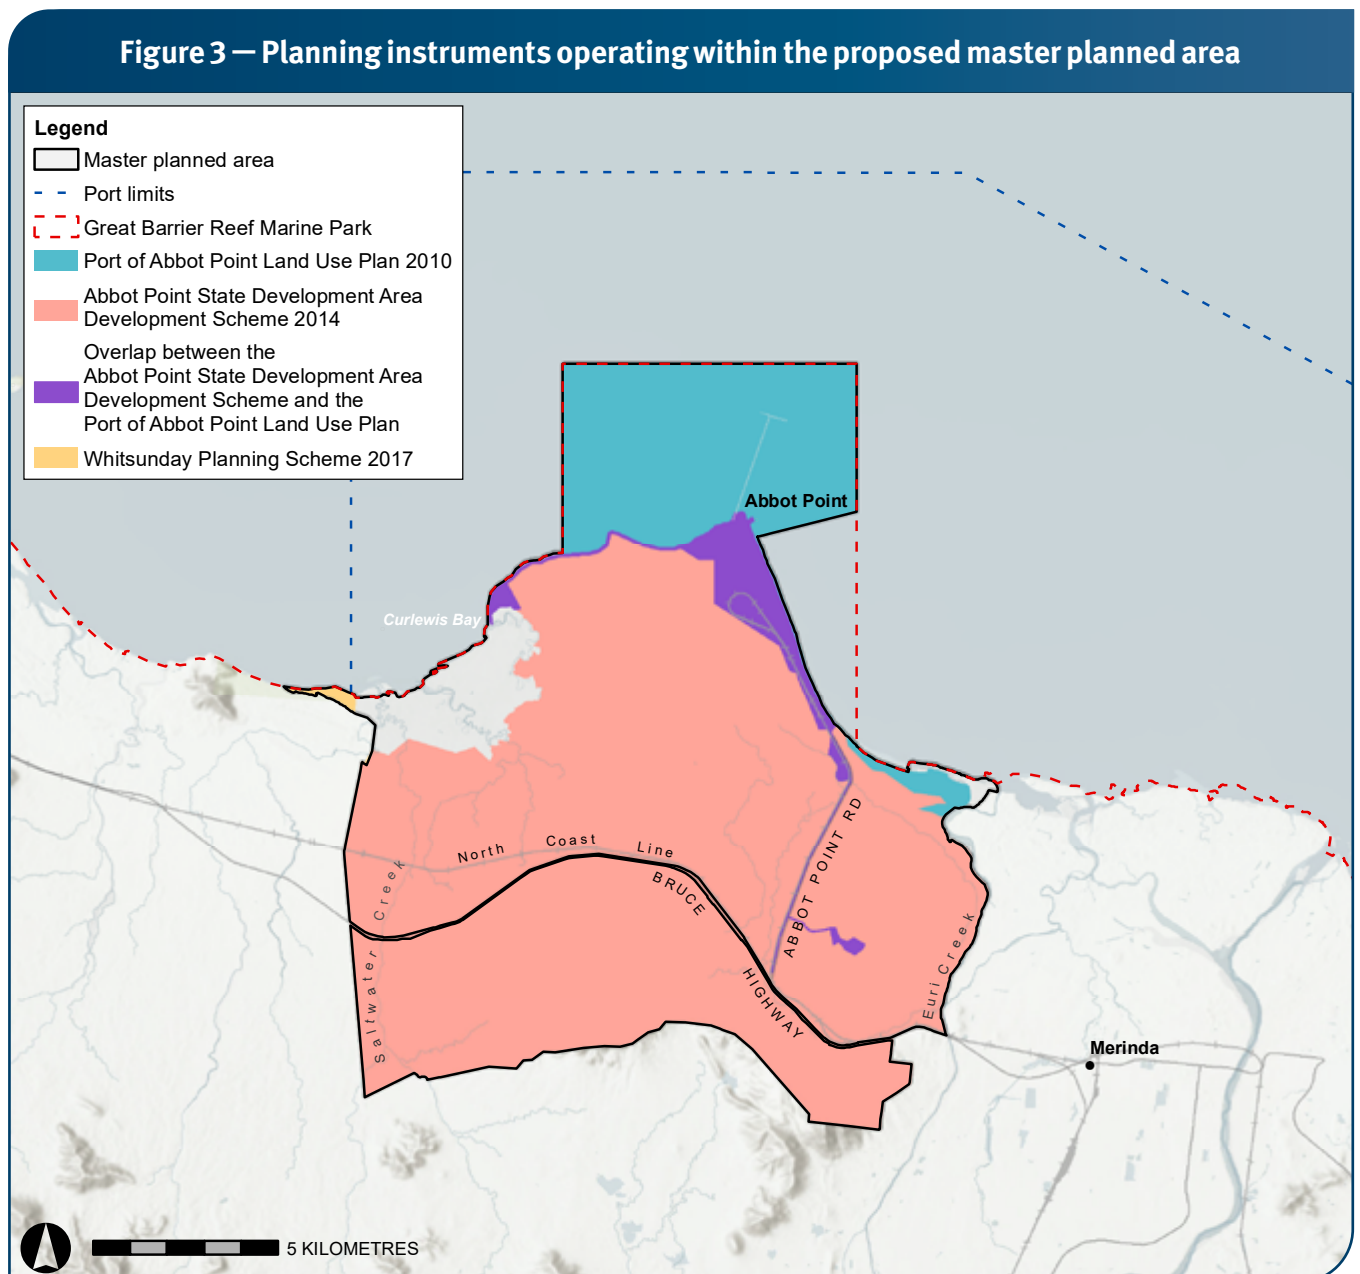 Figure 3 — Planning instruments operating within the proposed master planned area
Legend
Master planned area
Port limits
Great Barrier Reef Marine Park
Port of Abbot Point Land Use Plan 2010
Abbot Point State Development Area
Development Scheme 2014
Overlap between the
Abbot Point State Development Area
Development Scheme and the
Port of Abbot Point Land Use Plan
Whitsunday Planning Scheme 2017
Abbot Point
Curlewis Bay
North Coast Line
BRUCE HIGHWAY
ABBOT POINT RD
Saltwater Creek
Euri Creek
Merinda
5 KILOMETRES